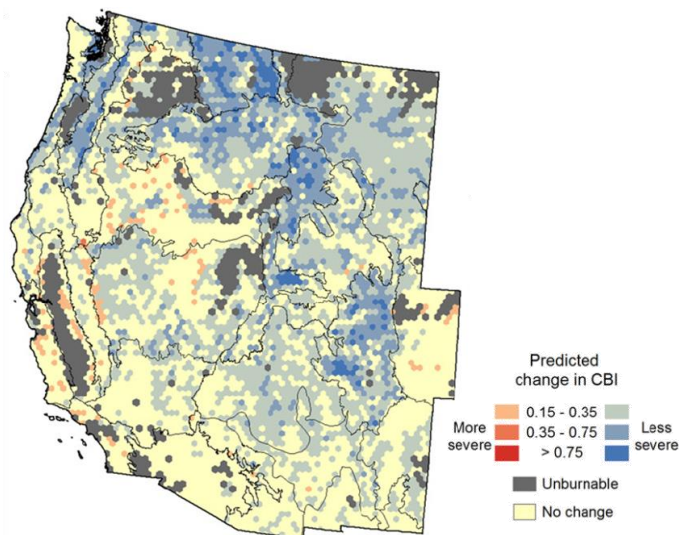 Predicted
change in CBI
More
severe
0.15 - 0.35
0.35 - 0.75
> 0.75
Less
severe
Unburnable
No change